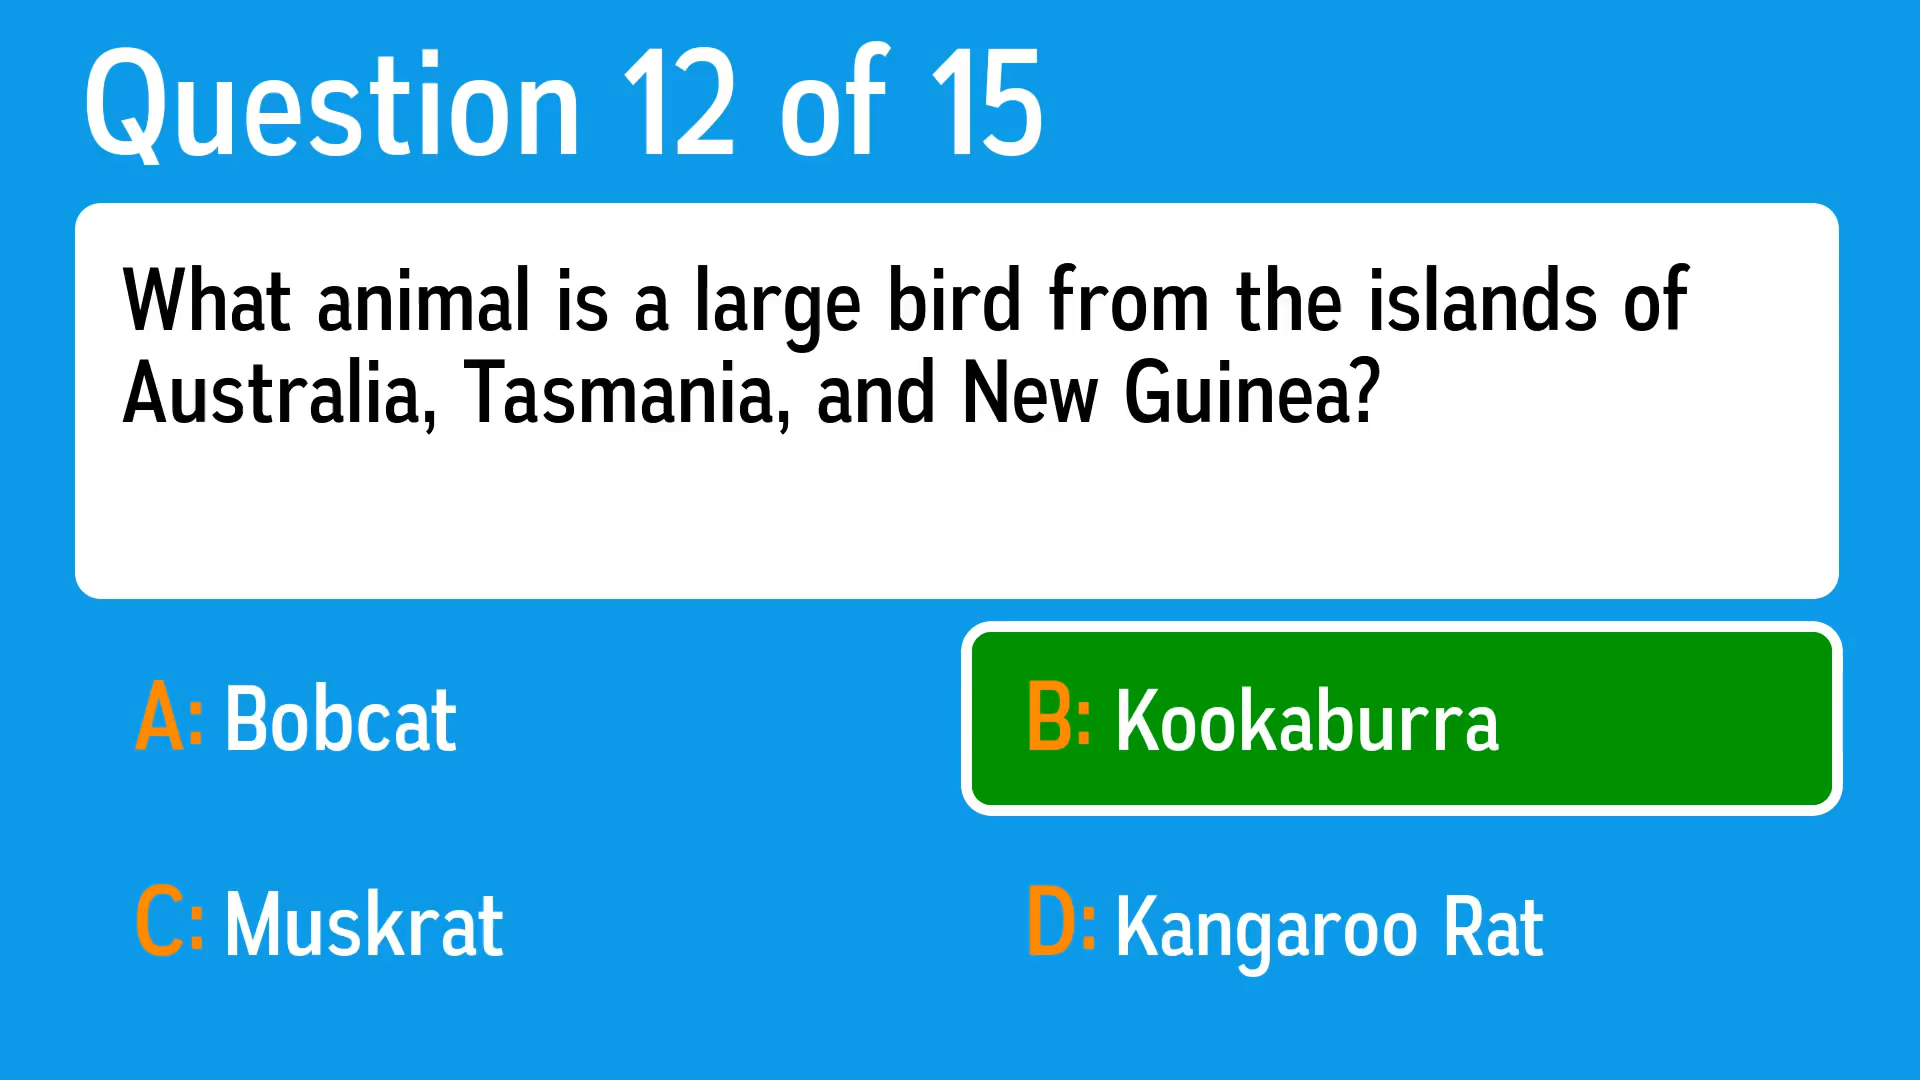 Question 12 of 15
What animal is a large bird from the islands of
Australia, Tasmania, and New Guinea?
A: Bobcat
B: Kookaburra
C: Muskrat
D: Kangaroo Rat